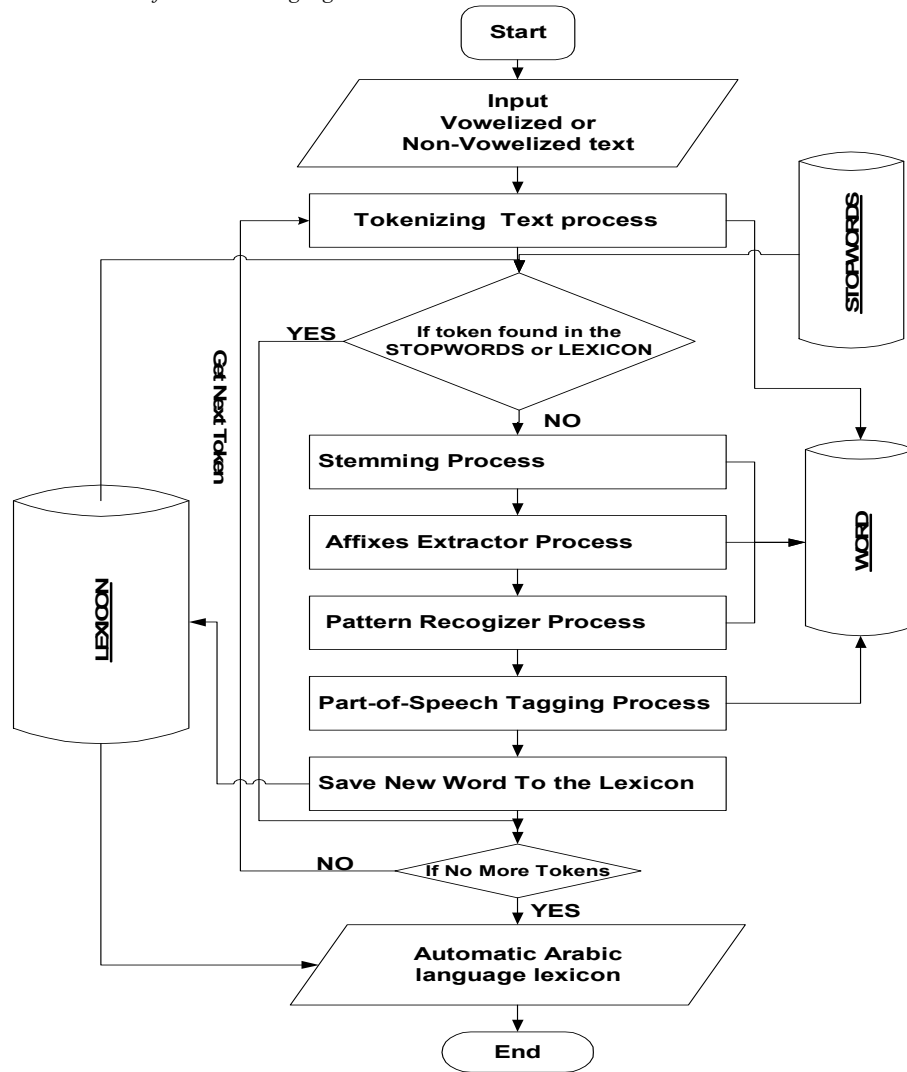 Start
Input
Vowelized or
Non-Vowelized text
Tokenizing Text process
STOPWORDS
If token found in the
STOPWORDS or LEXICON
YES
NO
Get Next Token
Stemming Process
Affixes Extractor Process
Pattern Recogizer Process
Part-of-Speech Tagging Process
Save New Word To the Lexicon
WORD
LEXICON
NO
If No More Tokens
YES
Automatic Arabic
language lexicon
End